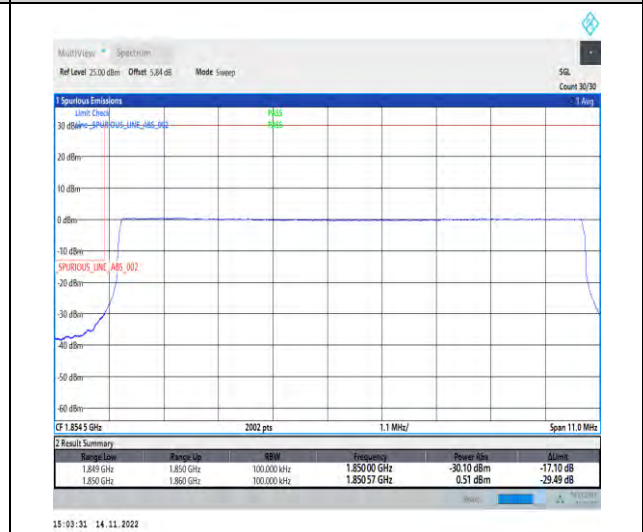 MultiView Spectrum
Ref Level 25.00 dBm Offset 5.84 dB Mode Sweep SGL
Count 30/30
1 Spurious Emissions 1 Avg
Limit Check PASS
30 dBm Line _SPURIOUS_LINE_ABS_002 PASS
20 dBm
10 dBm
0 dBm
-10 dBm
_SPURIOUS_LINE_ABS_002
-20 dBm
-30 dBm
-40 dBm
-50 dBm
-60 dBm
CF 1.8545 GHz 2002 pts 1.1 MHz/ Span 11.0 MHz
2 Result Summary
Range Low Range Up RBW Frequency Power Abs ΔLimit
1.849 GHz 1.850 GHz 100.000 kHz 1.85000 GHz -30.10 dBm -17.10 dB
1.850 GHz 1.860 GHz 100.000 kHz 1.85057 GHz 0.51 dBm -29.49 dB
15:03:31 14.11.2022